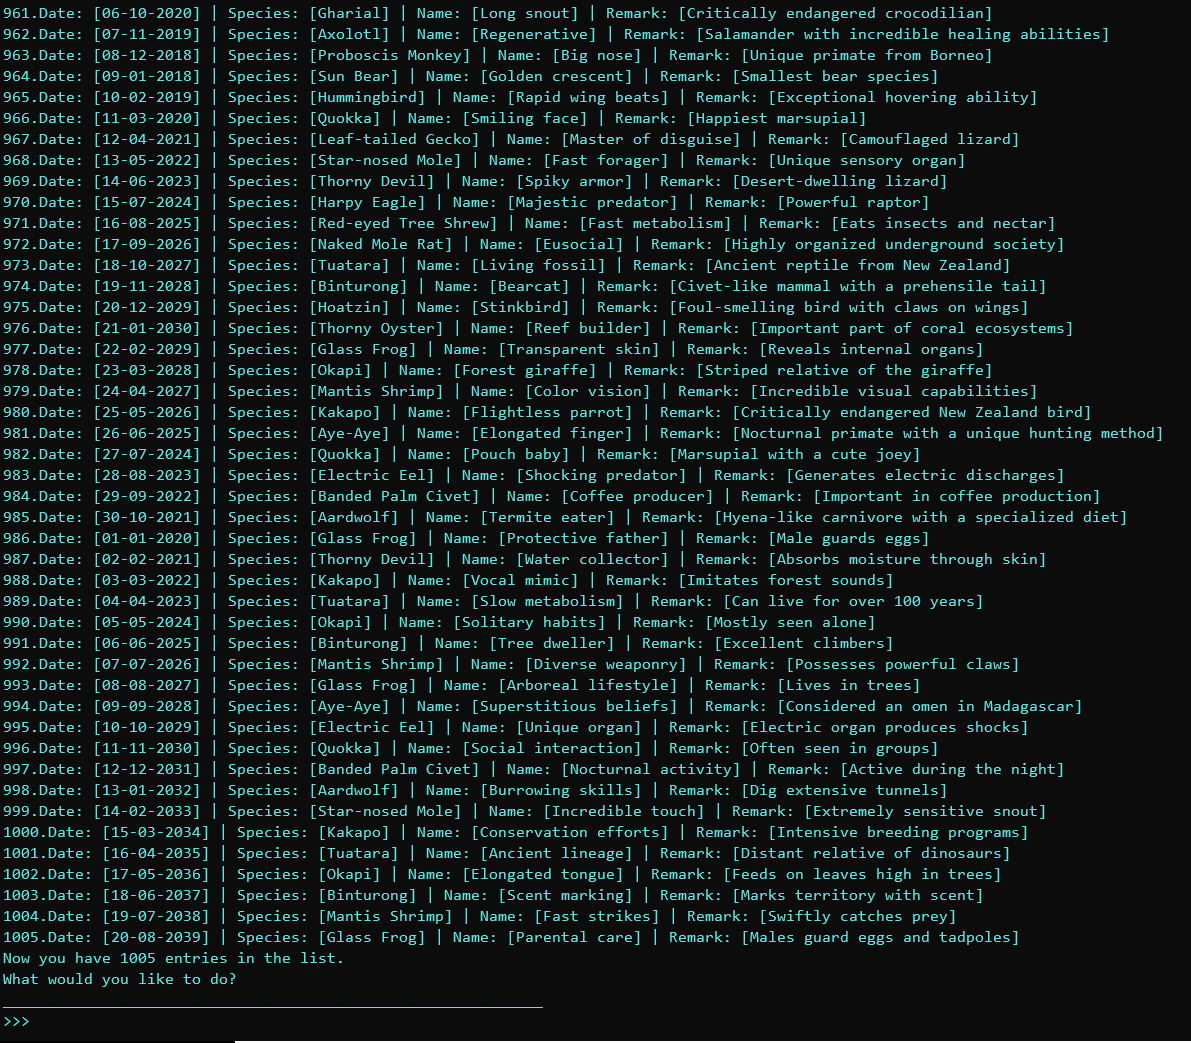 961.Date: [06-10-2020] | Species: [Gharial] | Name: [Long snout] | Remark: [Critically endangered crocodilian]
962.Date: [07-11-2019] | Species: [Axolotl] | Name: [Regenerative] | Remark: [Salamander with incredible healing abilities]
963.Date: [08-12-2018] | Species: [Proboscis Monkey] | Name: [Big nose] | Remark: [Unique primate from Borneo]
964.Date: [09-01-2018] | Species: [Sun Bear] | Name: [Golden crescent] | Remark: [Smallest bear species]
965.Date: [10-02-2019] | Species: [Hummingbird] | Name: [Rapid wing beats] | Remark: [Exceptional hovering ability]
966.Date: [11-03-2020] | Species: [Quokka] | Name: [Smiling face] | Remark: [Happiest marsupial]
967.Date: [12-04-2021] | Species: [Leaf-tailed Gecko] | Name: [Master of disguise] | Remark: [Camouflaged lizard]
968.Date: [13-05-2022] | Species: [Star-nosed Mole] | Name: [Fast forager] | Remark: [Unique sensory organ]
969.Date: [14-06-2023] | Species: [Thorny Devil] | Name: [Spiky armor] | Remark: [Desert-dwelling lizard]
970.Date: [15-07-2024] | Species: [Harpy Eagle] | Name: [Majestic predator] | Remark: [Powerful raptor]
971.Date: [16-08-2025] | Species: [Red-eyed Tree Shrew] | Name: [Fast metabolism] | Remark: [Eats insects and nectar]
972.Date: [17-09-2026] | Species: [Naked Mole Rat] | Name: [Eusocial] | Remark: [Highly organized underground society]
973.Date: [18-10-2027] | Species: [Tuatara] | Name: [Living fossil] | Remark: [Ancient reptile from New Zealand]
974.Date: [19-11-2028] | Species: [Binturong] | Name: [Bearcat] | Remark: [Civet-like mammal with a prehensile tail]
975.Date: [20-12-2029] | Species: [Hoatzin] | Name: [Stinkbird] | Remark: [Foul-smelling bird with claws on wings]
976.Date: [21-01-2030] | Species: [Thorny Oyster] | Name: [Reef builder] | Remark: [Important part of coral ecosystems]
977.Date: [22-02-2029] | Species: [Glass Frog] | Name: [Transparent skin] | Remark: [Reveals internal organs]
978.Date: [23-03-2028] | Species: [Okapi] | Name: [Forest giraffe] | Remark: [Striped relative of the giraffe]
979.Date: [24-04-2027] | Species: [Mantis Shrimp] | Name: [Color vision] | Remark: [Incredible visual capabilities]
980.Date: [25-05-2026] | Species: [Kakapo] | Name: [Flightless parrot] | Remark: [Critically endangered New Zealand bird]
981.Date: [26-06-2025] | Species: [Aye-Aye] | Name: [Elongated finger] | Remark: [Nocturnal primate with a unique hunting method]
982.Date: [27-07-2024] | Species: [Quokka] | Name: [Pouch baby] | Remark: [Marsupial with a cute joey]
983.Date: [28-08-2023] | Species: [Electric Eel] | Name: [Shocking predator] | Remark: [Generates electric discharges]
984.Date: [29-09-2022] | Species: [Banded Palm Civet] | Name: [Coffee producer] | Remark: [Important in coffee production]
985.Date: [30-10-2021] | Species: [Aardwolf] | Name: [Termite eater] | Remark: [Hyena-like carnivore with a specialized diet]
986.Date: [01-01-2020] | Species: [Glass Frog] | Name: [Protective father] | Remark: [Male guards eggs]
987.Date: [02-02-2021] | Species: [Thorny Devil] | Name: [Water collector] | Remark: [Absorbs moisture through skin]
988.Date: [03-03-2022] | Species: [Kakapo] | Name: [Vocal mimic] | Remark: [Imitates forest sounds]
989.Date: [04-04-2023] | Species: [Tuatara] | Name: [Slow metabolism] | Remark: [Can live for over 100 years]
990.Date: [05-05-2024] | Species: [Okapi] | Name: [Solitary habits] | Remark: [Mostly seen alone]
991.Date: [06-06-2025] | Species: [Binturong] | Name: [Tree dweller] | Remark: [Excellent climbers]
992.Date: [07-07-2026] | Species: [Mantis Shrimp] | Name: [Diverse weaponry] | Remark: [Possesses powerful claws]
993.Date: [08-08-2027] | Species: [Glass Frog] | Name: [Arboreal lifestyle] | Remark: [Lives in trees]
994.Date: [09-09-2028] | Species: [Aye-Aye] | Name: [Superstitious beliefs] | Remark: [Considered an omen in Madagascar]
995.Date: [10-10-2029] | Species: [Electric Eel] | Name: [Unique organ] | Remark: [Electric organ produces shocks]
996.Date: [11-11-2030] | Species: [Quokka] | Name: [Social interaction] | Remark: [Often seen in groups]
997.Date: [12-12-2031] | Species: [Banded Palm Civet] | Name: [Nocturnal activity] | Remark: [Active during the night]
998.Date: [13-01-2032] | Species: [Aardwolf] | Name: [Burrowing skills] | Remark: [Dig extensive tunnels]
999.Date: [14-02-2033] | Species: [Star-nosed Mole] | Name: [Incredible touch] | Remark: [Extremely sensitive snout]
1000.Date: [15-03-2034] | Species: [Kakapo] | Name: [Conservation efforts] | Remark: [Intensive breeding programs]
1001.Date: [16-04-2035] | Species: [Tuatara] | Name: [Ancient lineage] | Remark: [Distant relative of dinosaurs]
1002.Date: [17-05-2036] | Species: [Okapi] | Name: [Elongated tongue] | Remark: [Feeds on leaves high in trees]
1003.Date: [18-06-2037] | Species: [Binturong] | Name: [Scent marking] | Remark: [Marks territory with scent]
1004.Date: [19-07-2038] | Species: [Mantis Shrimp] | Name: [Fast strikes] | Remark: [Swiftly catches prey]
1005.Date: [20-08-2039] | Species: [Glass Frog] | Name: [Parental care] | Remark: [Males guard eggs and tadpoles]
Now you have 1005 entries in the list.
What would you like to do?
____________________________________________________________
>>>